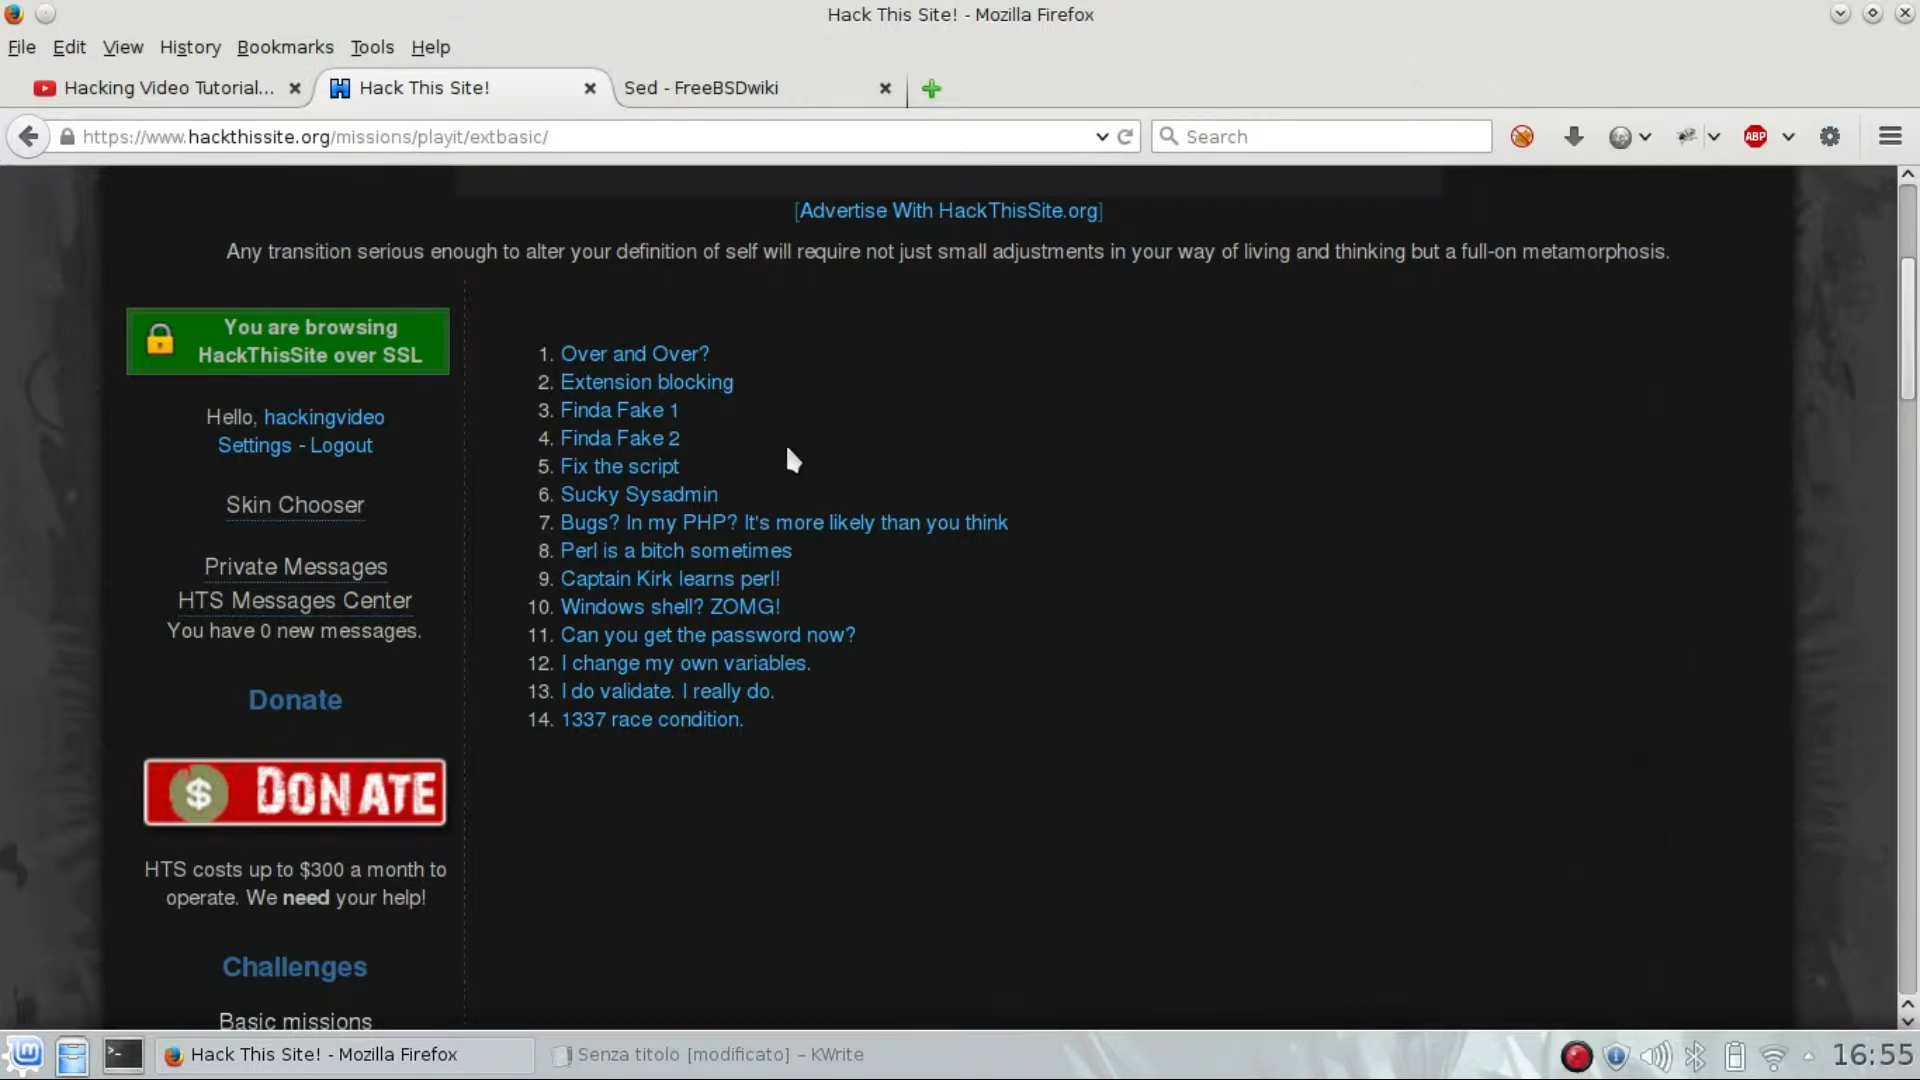 Hack This Site! - Mozilla Firefox
File Edit View History Bookmarks Tools Help
Hacking Video Tutorial... Hack This Site! Sed - FreeBSDwiki
https://www.hackthissite.org/missions/playit/extbasic/ Search ABP
[Advertise With HackThisSite.org]
Any transition serious enough to alter your definition of self will require not just small adjustments in your way of living and thinking but a full-on metamorphosis.
You are browsing
HackThisSite over SSL
Hello, hackingvideo
Settings - Logout
Skin Chooser
Private Messages
HTS Messages Center
You have 0 new messages.
Donate
$ DONATE
HTS costs up to $300 a month to
operate. We need your help!
Challenges
Basic missions
1. Over and Over?
2. Extension blocking
3. Finda Fake 1
4. Finda Fake 2
5. Fix the script
6. Sucky Sysadmin
7. Bugs? In my PHP? It's more likely than you think
8. Perl is a bitch sometimes
9. Captain Kirk learns perl!
10. Windows shell? ZOMG!
11. Can you get the password now?
12. I change my own variables.
13. I do validate. I really do.
14. 1337 race condition.
Hack This Site! - Mozilla Firefox Senza titolo [modificato] – KWrite 16:55